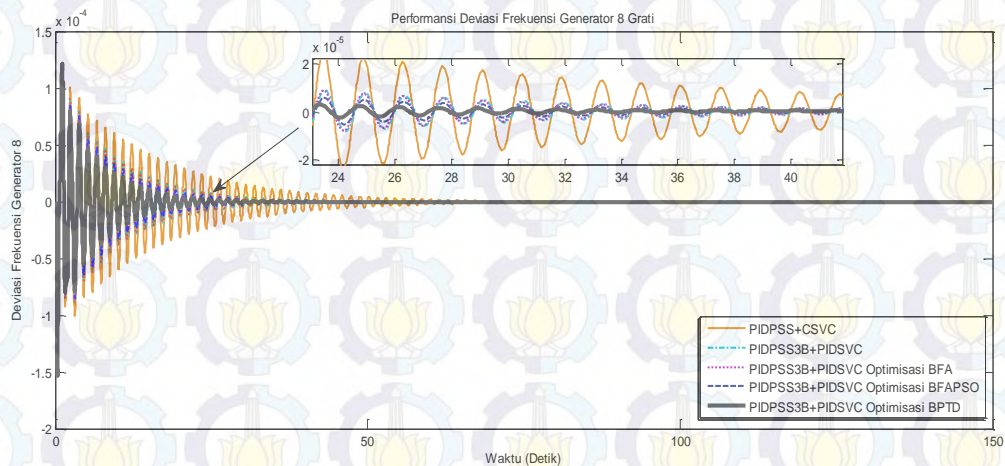 Performansi Deviasi Frekuensi Generator 8 Grati
x 10-4
1.5
1
0.5
0
-0.5
-1
-1.5
-2
Deviasi Frekuensi Generator 8
x 10-5
2
0
-2
24 26 28 30 32 34 36 38 40
PIDPSS+CSVC
PIDPSS3B+PIDSVC
PIDPSS3B+PIDSVC Optimisasi BFA
PIDPSS3B+PIDSVC Optimisasi BFAPSO
PIDPSS3B+PIDSVC Optimisasi BPTD
0 50 100 150
Waktu (Detik)